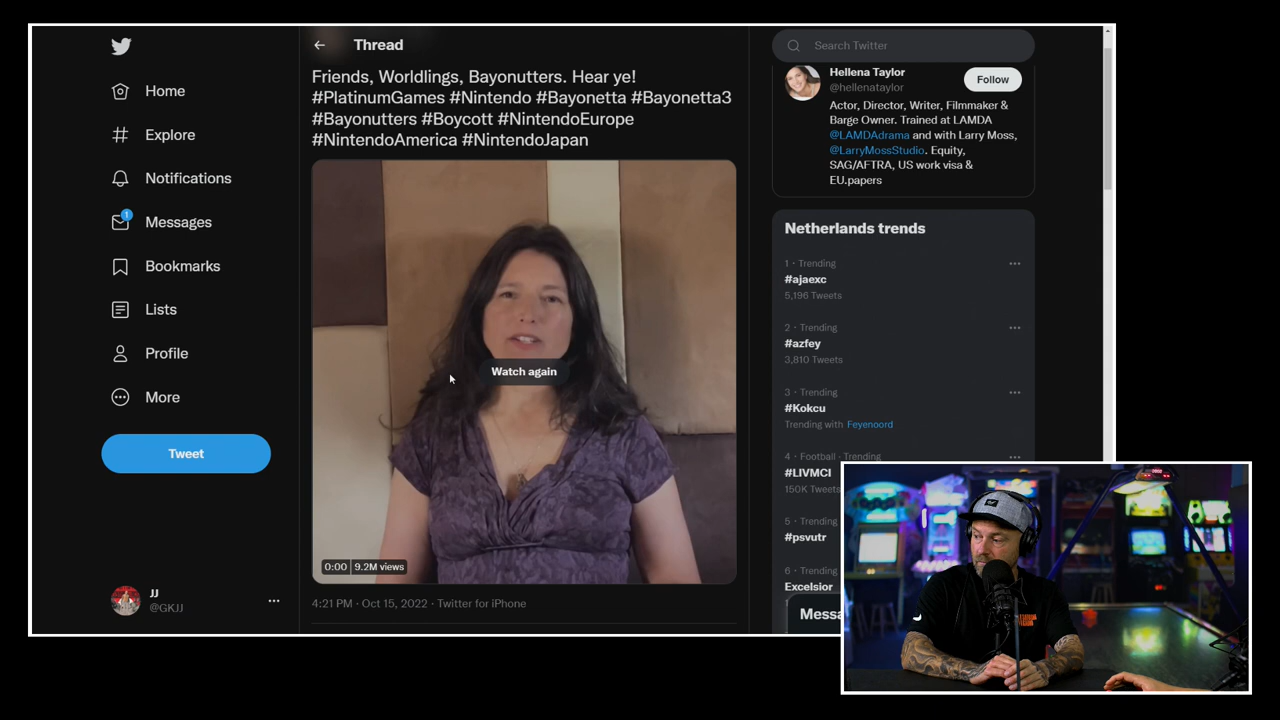 Home
Explore
Notifications
1
Messages
Bookmarks
Lists
Profile
More
Tweet
JJ
@GKJJ
Thread
Friends, Worldlings, Bayonutters. Hear ye!
#PlatinumGames #Nintendo #Bayonetta #Bayonetta3
#Bayonutters #Boycott #NintendoEurope
#NintendoAmerica #NintendoJapan
Watch again
0:00 9.2M views
4:21 PM · Oct 15, 2022 · Twitter for iPhone
Search Twitter
Hellena Taylor
@hellenataylor
Follow
Actor, Director, Writer, Filmmaker &
Barge Owner. Trained at LAMDA
@LAMDAdrama and with Larry Moss,
@LarryMossStudio. Equity,
SAG/AFTRA, US work visa &
EU.papers
Netherlands trends
1 · Trending
#ajaexc
5,196 Tweets
2 · Trending
#azfey
3,810 Tweets
3 · Trending
#Kokcu
Trending with Feyenoord
4 · Football · Trending
#LIVMCI
150K Tweets
5 · Trending
#psvutr
6 · Trending
Excelsior
Messa